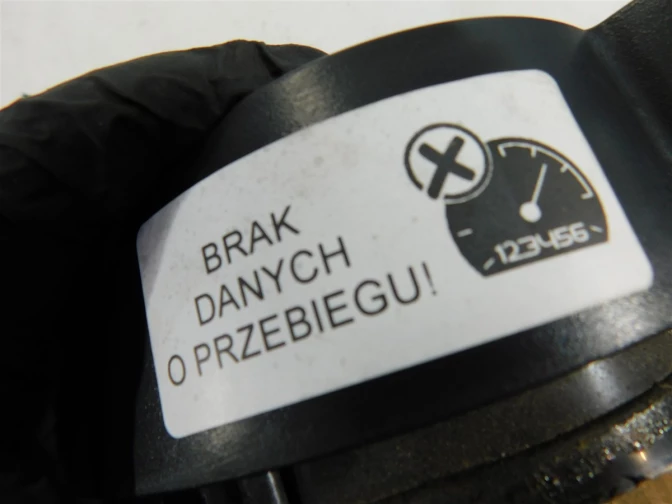 BRAK
DANYCH
O PRZEBIEGU!
123456